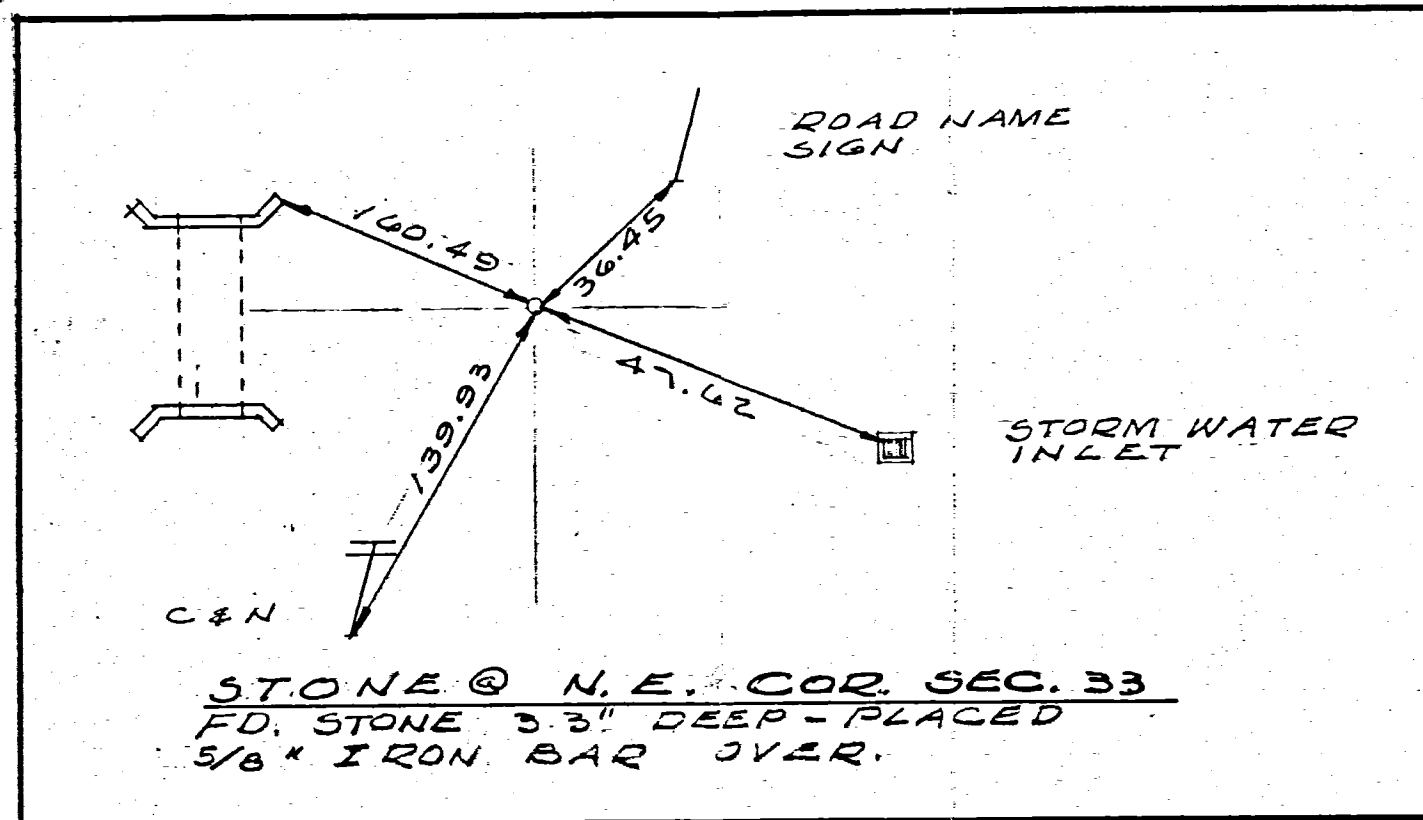 ROAD NAME
SIGN
160.49
36.45
47.62
139.93
STORM WATER
INLET
C & N
STONE @ N.E. COR. SEC. 33
FD. STONE 3.3" DEEP - PLACED
5/8" IRON BAR OVER.